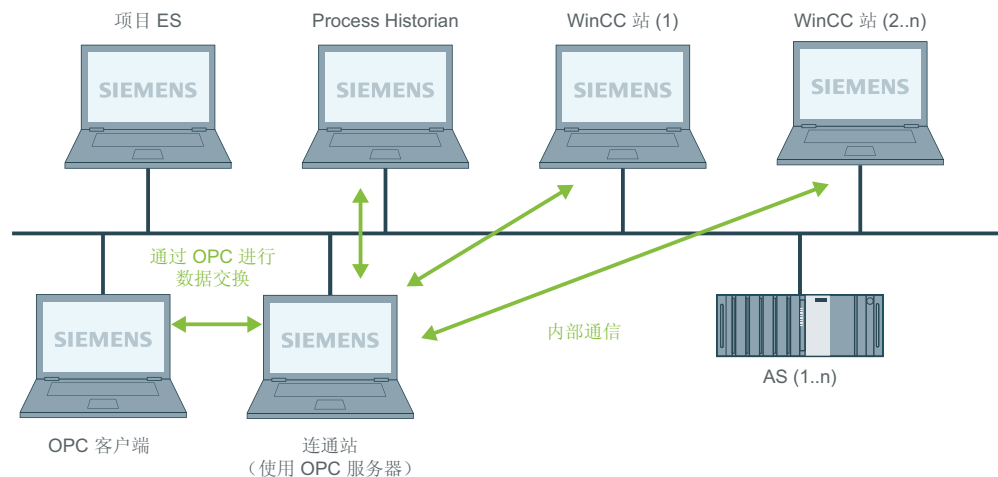 项目 ES
Process Historian
WinCC 站 (1)
WinCC 站 (2..n)
SIEMENS
SIEMENS
SIEMENS
SIEMENS
通过 OPC 进行
数据交换
SIEMENS
SIEMENS
内部通信
AS (1..n)
OPC 客户端
连通站
（使用 OPC 服务器）